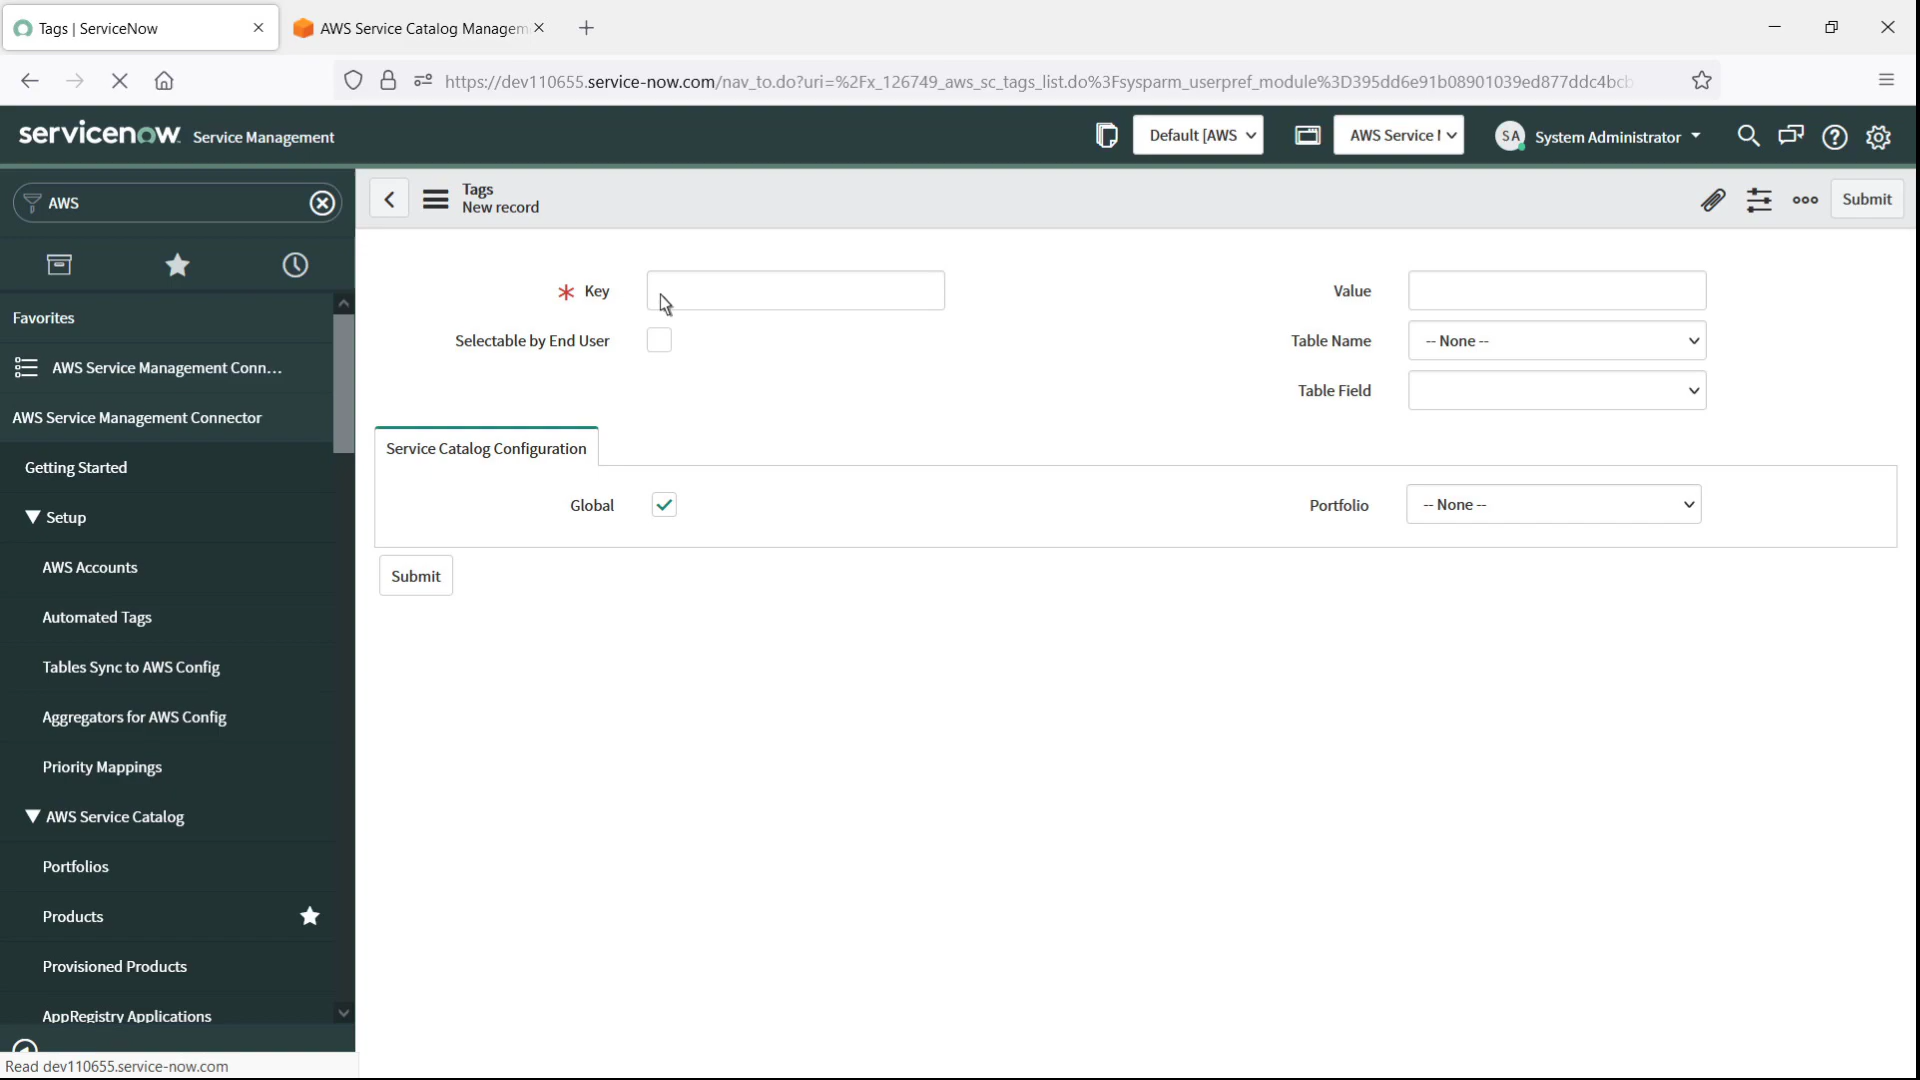 Tags | ServiceNow
AWS Service Catalog Managem
https://dev110655.service-now.com/nav_to.do?uri=%2Fx_126749_aws_sc_tags_list.do%3Fsysparm_userpref_module%3D395dd6e91b08901039ed877ddc4bcb
servicenow Service Management
Default [AWS
AWS Service M
SA System Administrator
AWS
Tags
New record
Submit
Key
Value
Selectable by End User
Table Name
-- None --
Table Field
Service Catalog Configuration
Global
Portfolio
-- None --
Submit
Favorites
AWS Service Management Conn...
AWS Service Management Connector
Getting Started
Setup
AWS Accounts
Automated Tags
Tables Sync to AWS Config
Aggregators for AWS Config
Priority Mappings
AWS Service Catalog
Portfolios
Products
Provisioned Products
AppRegistry Applications
Read dev110655.service-now.com